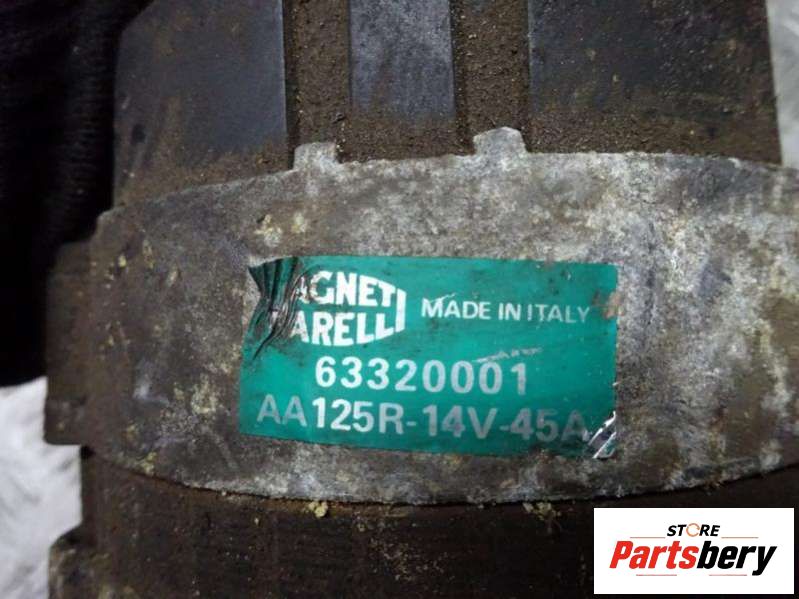 AGNETI MADE IN ITALY
ARELLI
63320001
AA125R-14V-45A
STORE
Partsbery